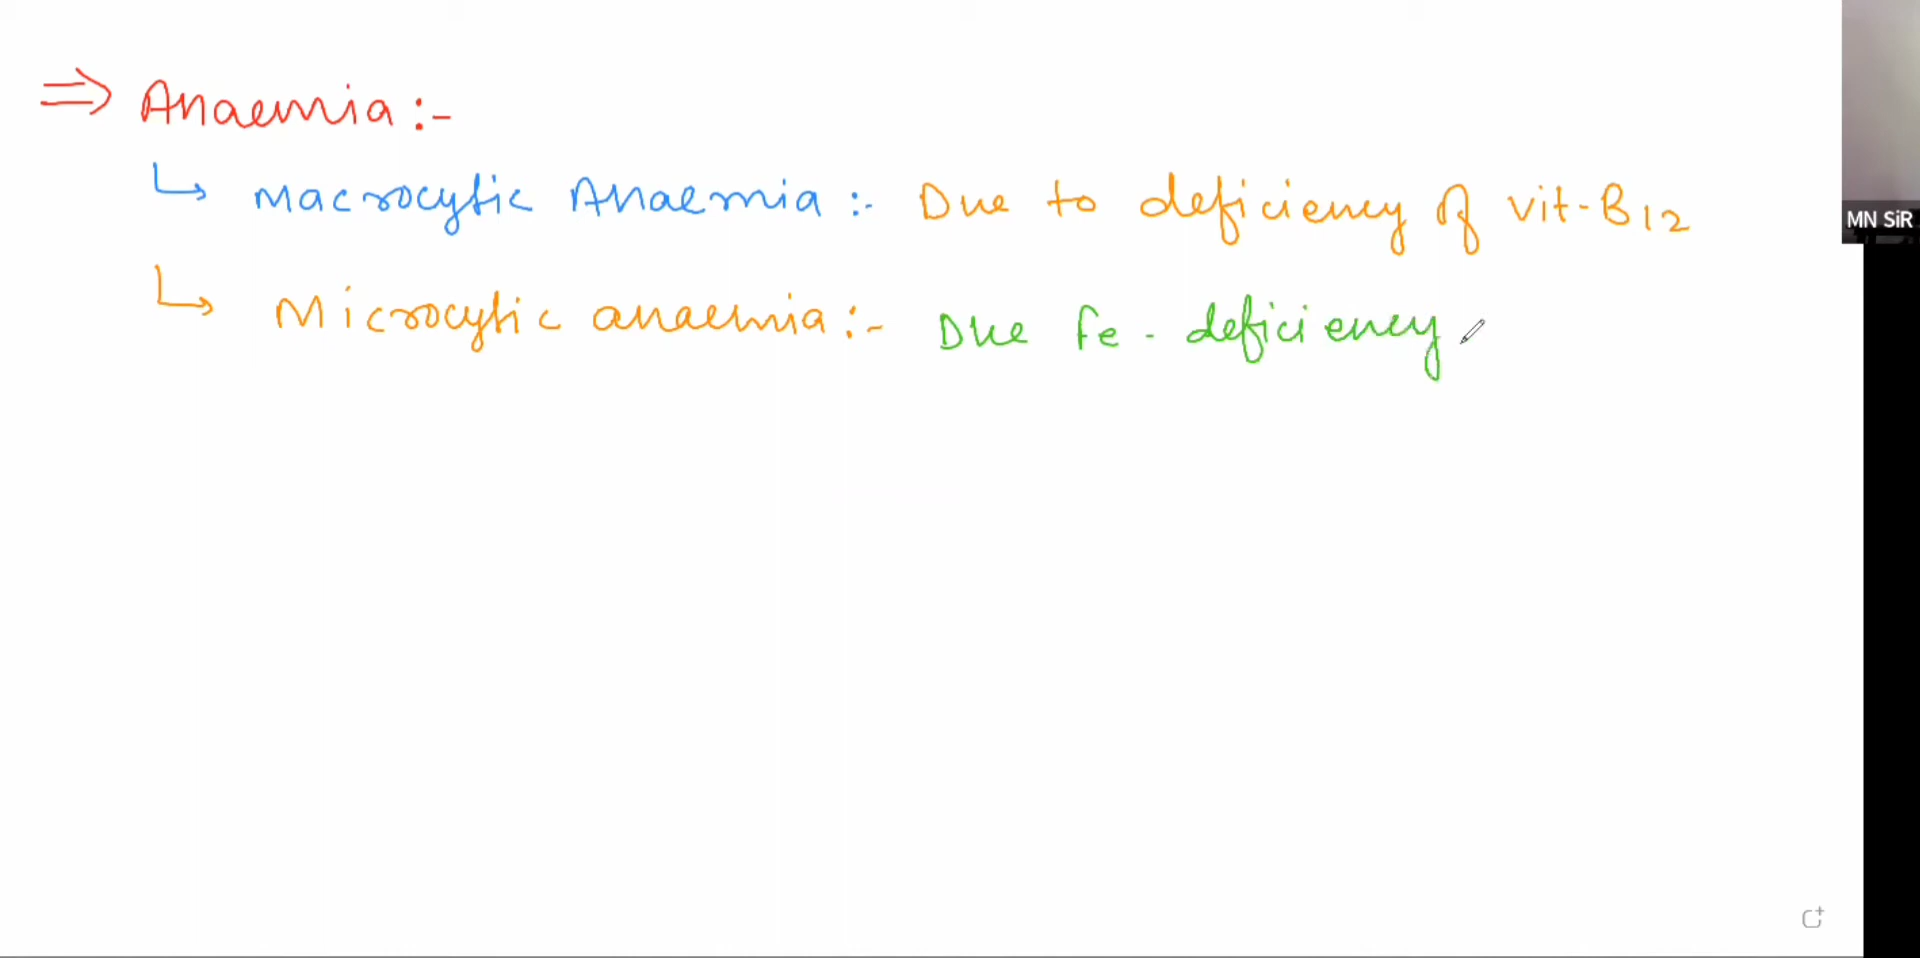 ⇒ Anaemia :-
↳ Macrocytic Anaemia :- Due to deficiency of vit-B12
MN SiR
↳ Microcytic anaemia :- Due Fe - deficiency